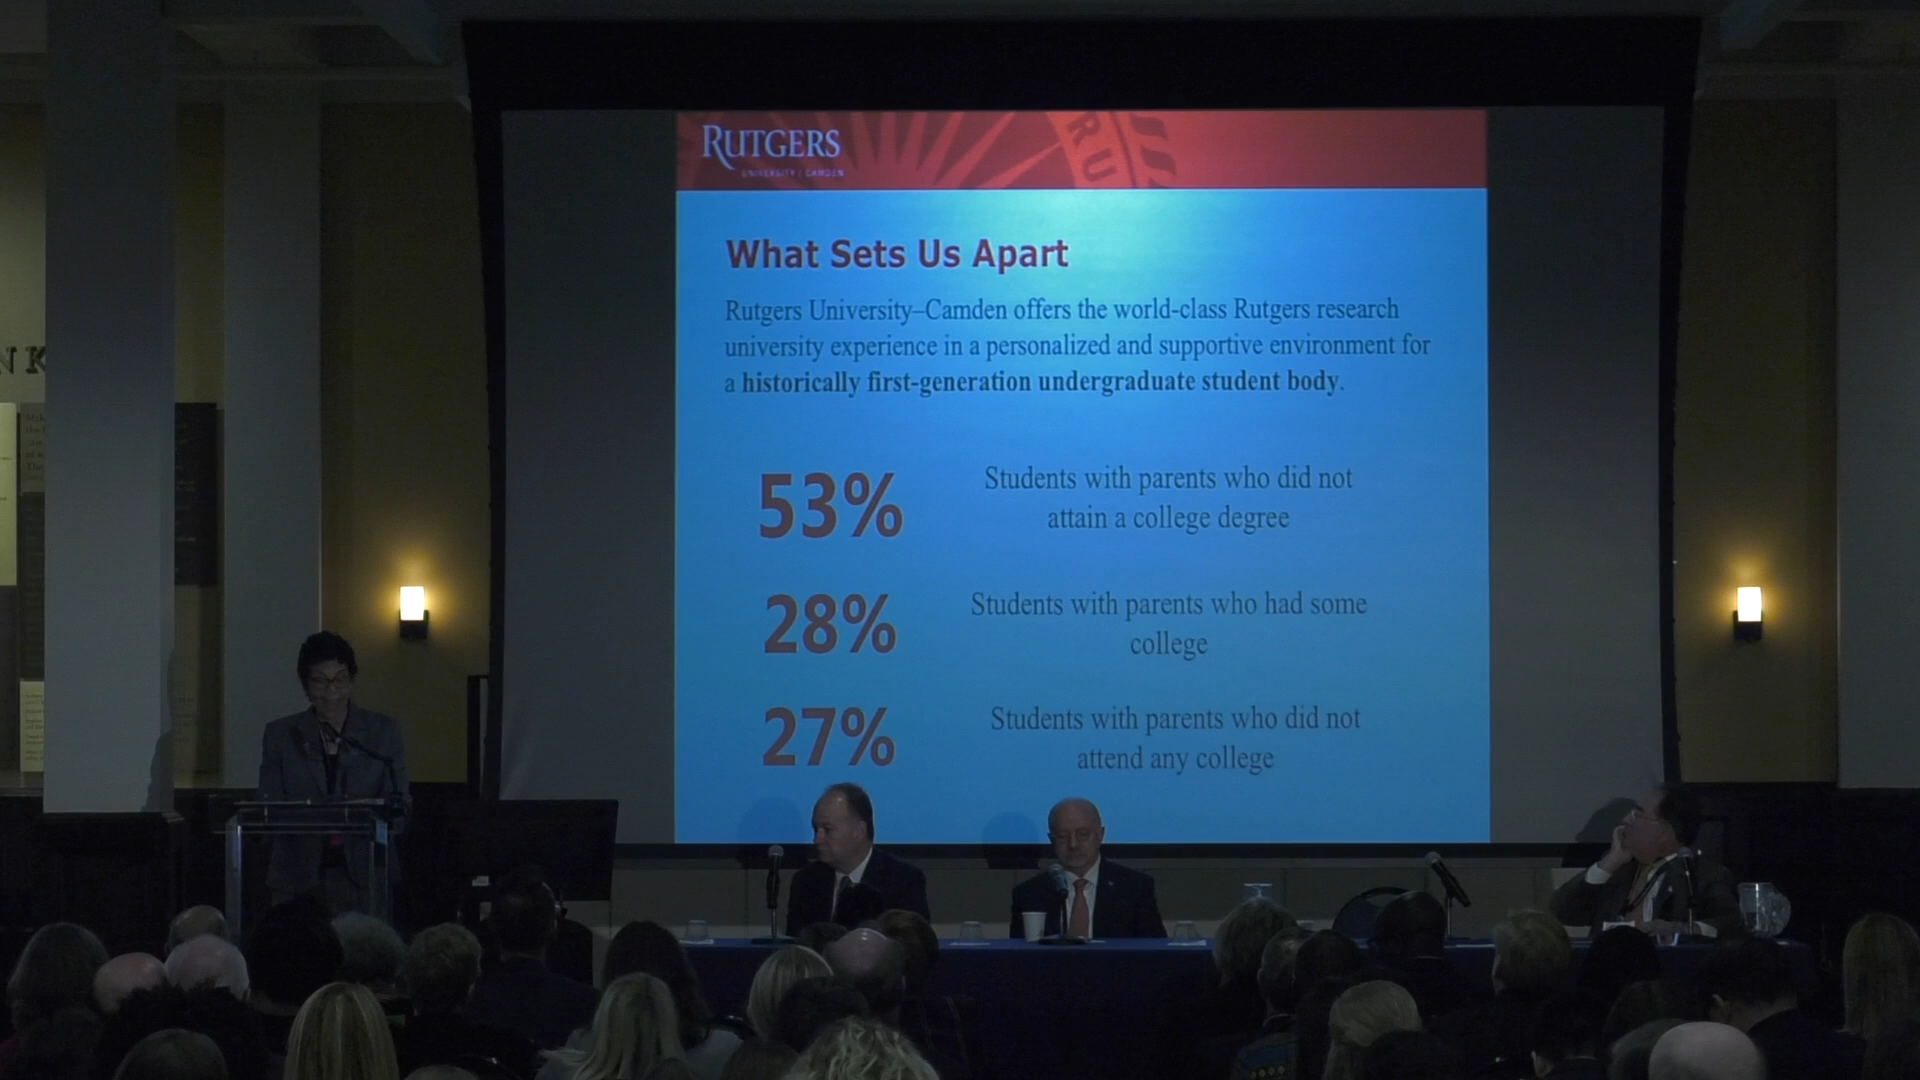 NK
RUTGERS
UNIVERSITY | CAMDEN
RU
What Sets Us Apart
Rutgers University–Camden offers the world-class Rutgers research
university experience in a personalized and supportive environment for
a historically first-generation undergraduate student body.
53%
Students with parents who did not
attain a college degree
28%
Students with parents who had some
college
27%
Students with parents who did not
attend any college